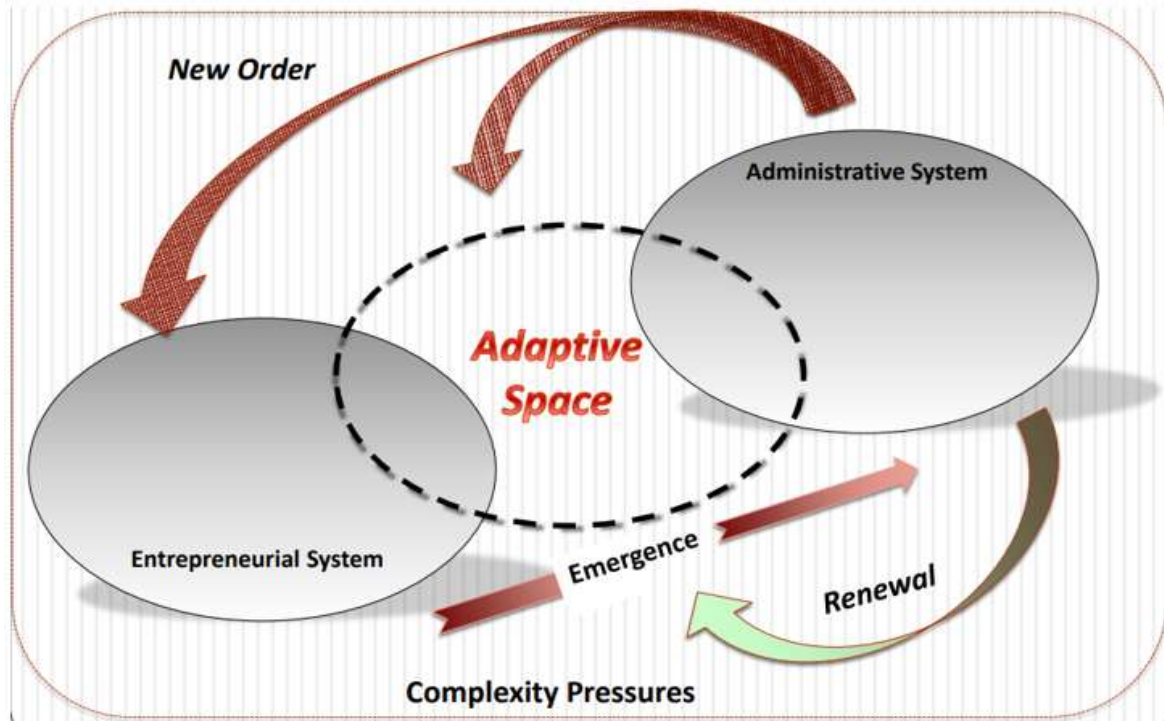 New Order
Administrative System
Adaptive
Space
Entrepreneurial System
Emergence
Renewal
Complexity Pressures